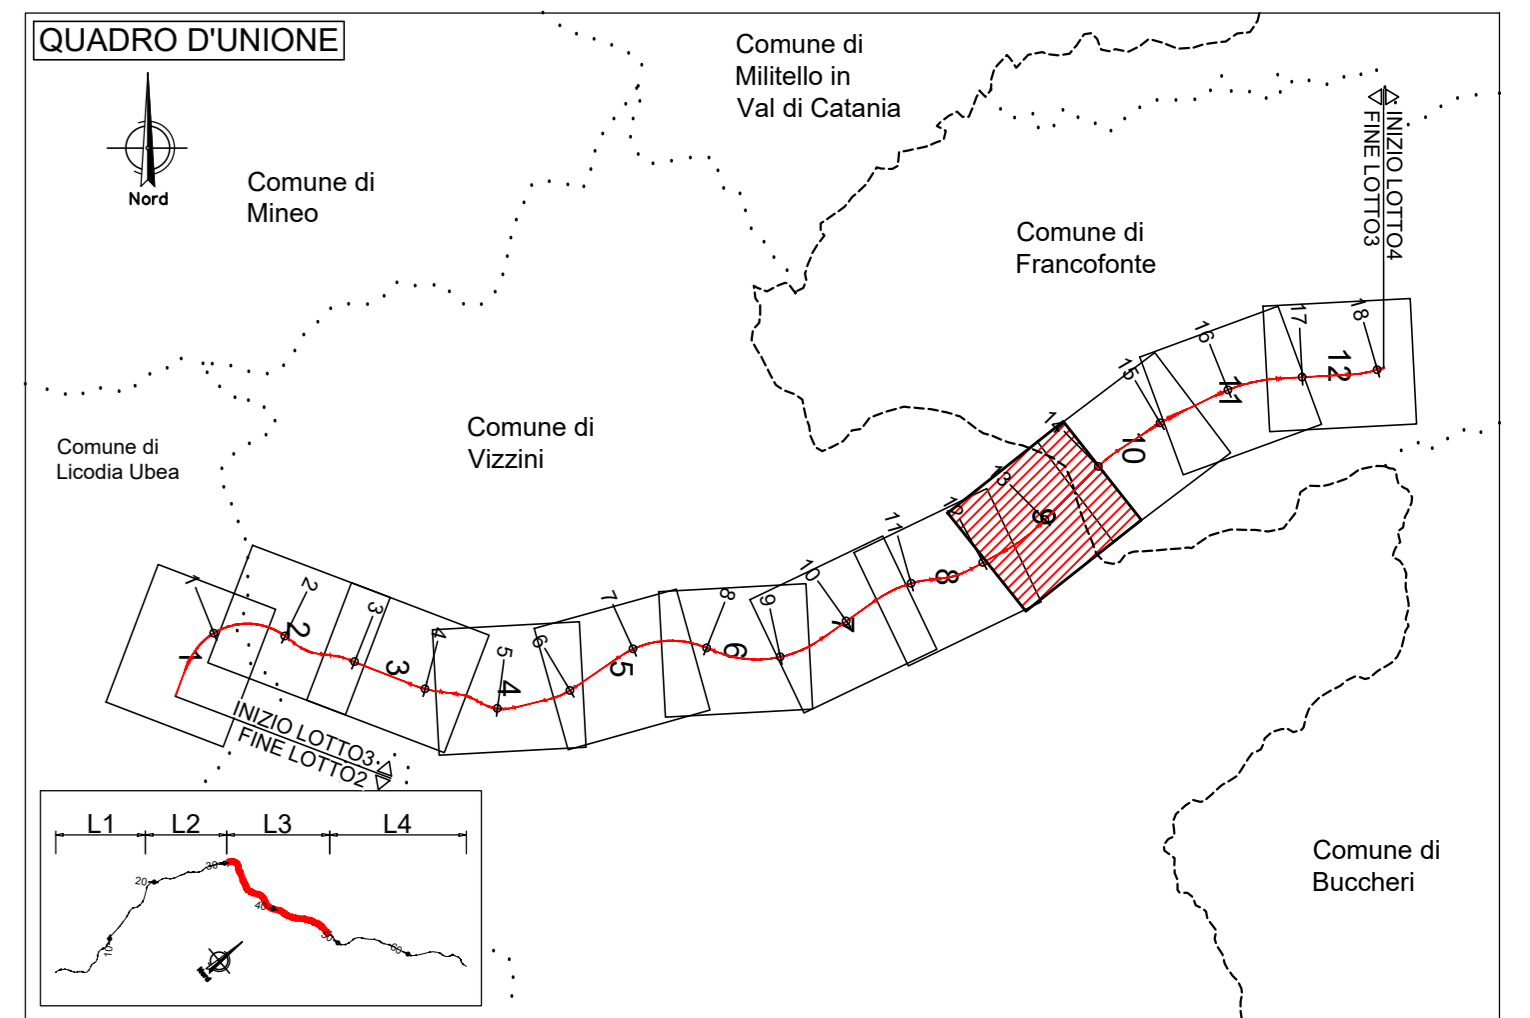 QUADRO D'UNIONE
Nord
Comune di
Mineo
Comune di
Militello in
Val di Catania
Comune di
Francofonte
INIZIO LOTTO4
FINE LOTTO3
Comune di
Licodia Ubea
Comune di
Vizzini
Comune di
Buccheri
1
2
3
4
5
6
7
8
9
10
11
12
13
14
15
16
17
18
1
2
3
4
5
6
7
8
9
10
11
12
INIZIO LOTTO3
FINE LOTTO2
L1
L2
L3
L4
10
20
30
40
50
60
Nord